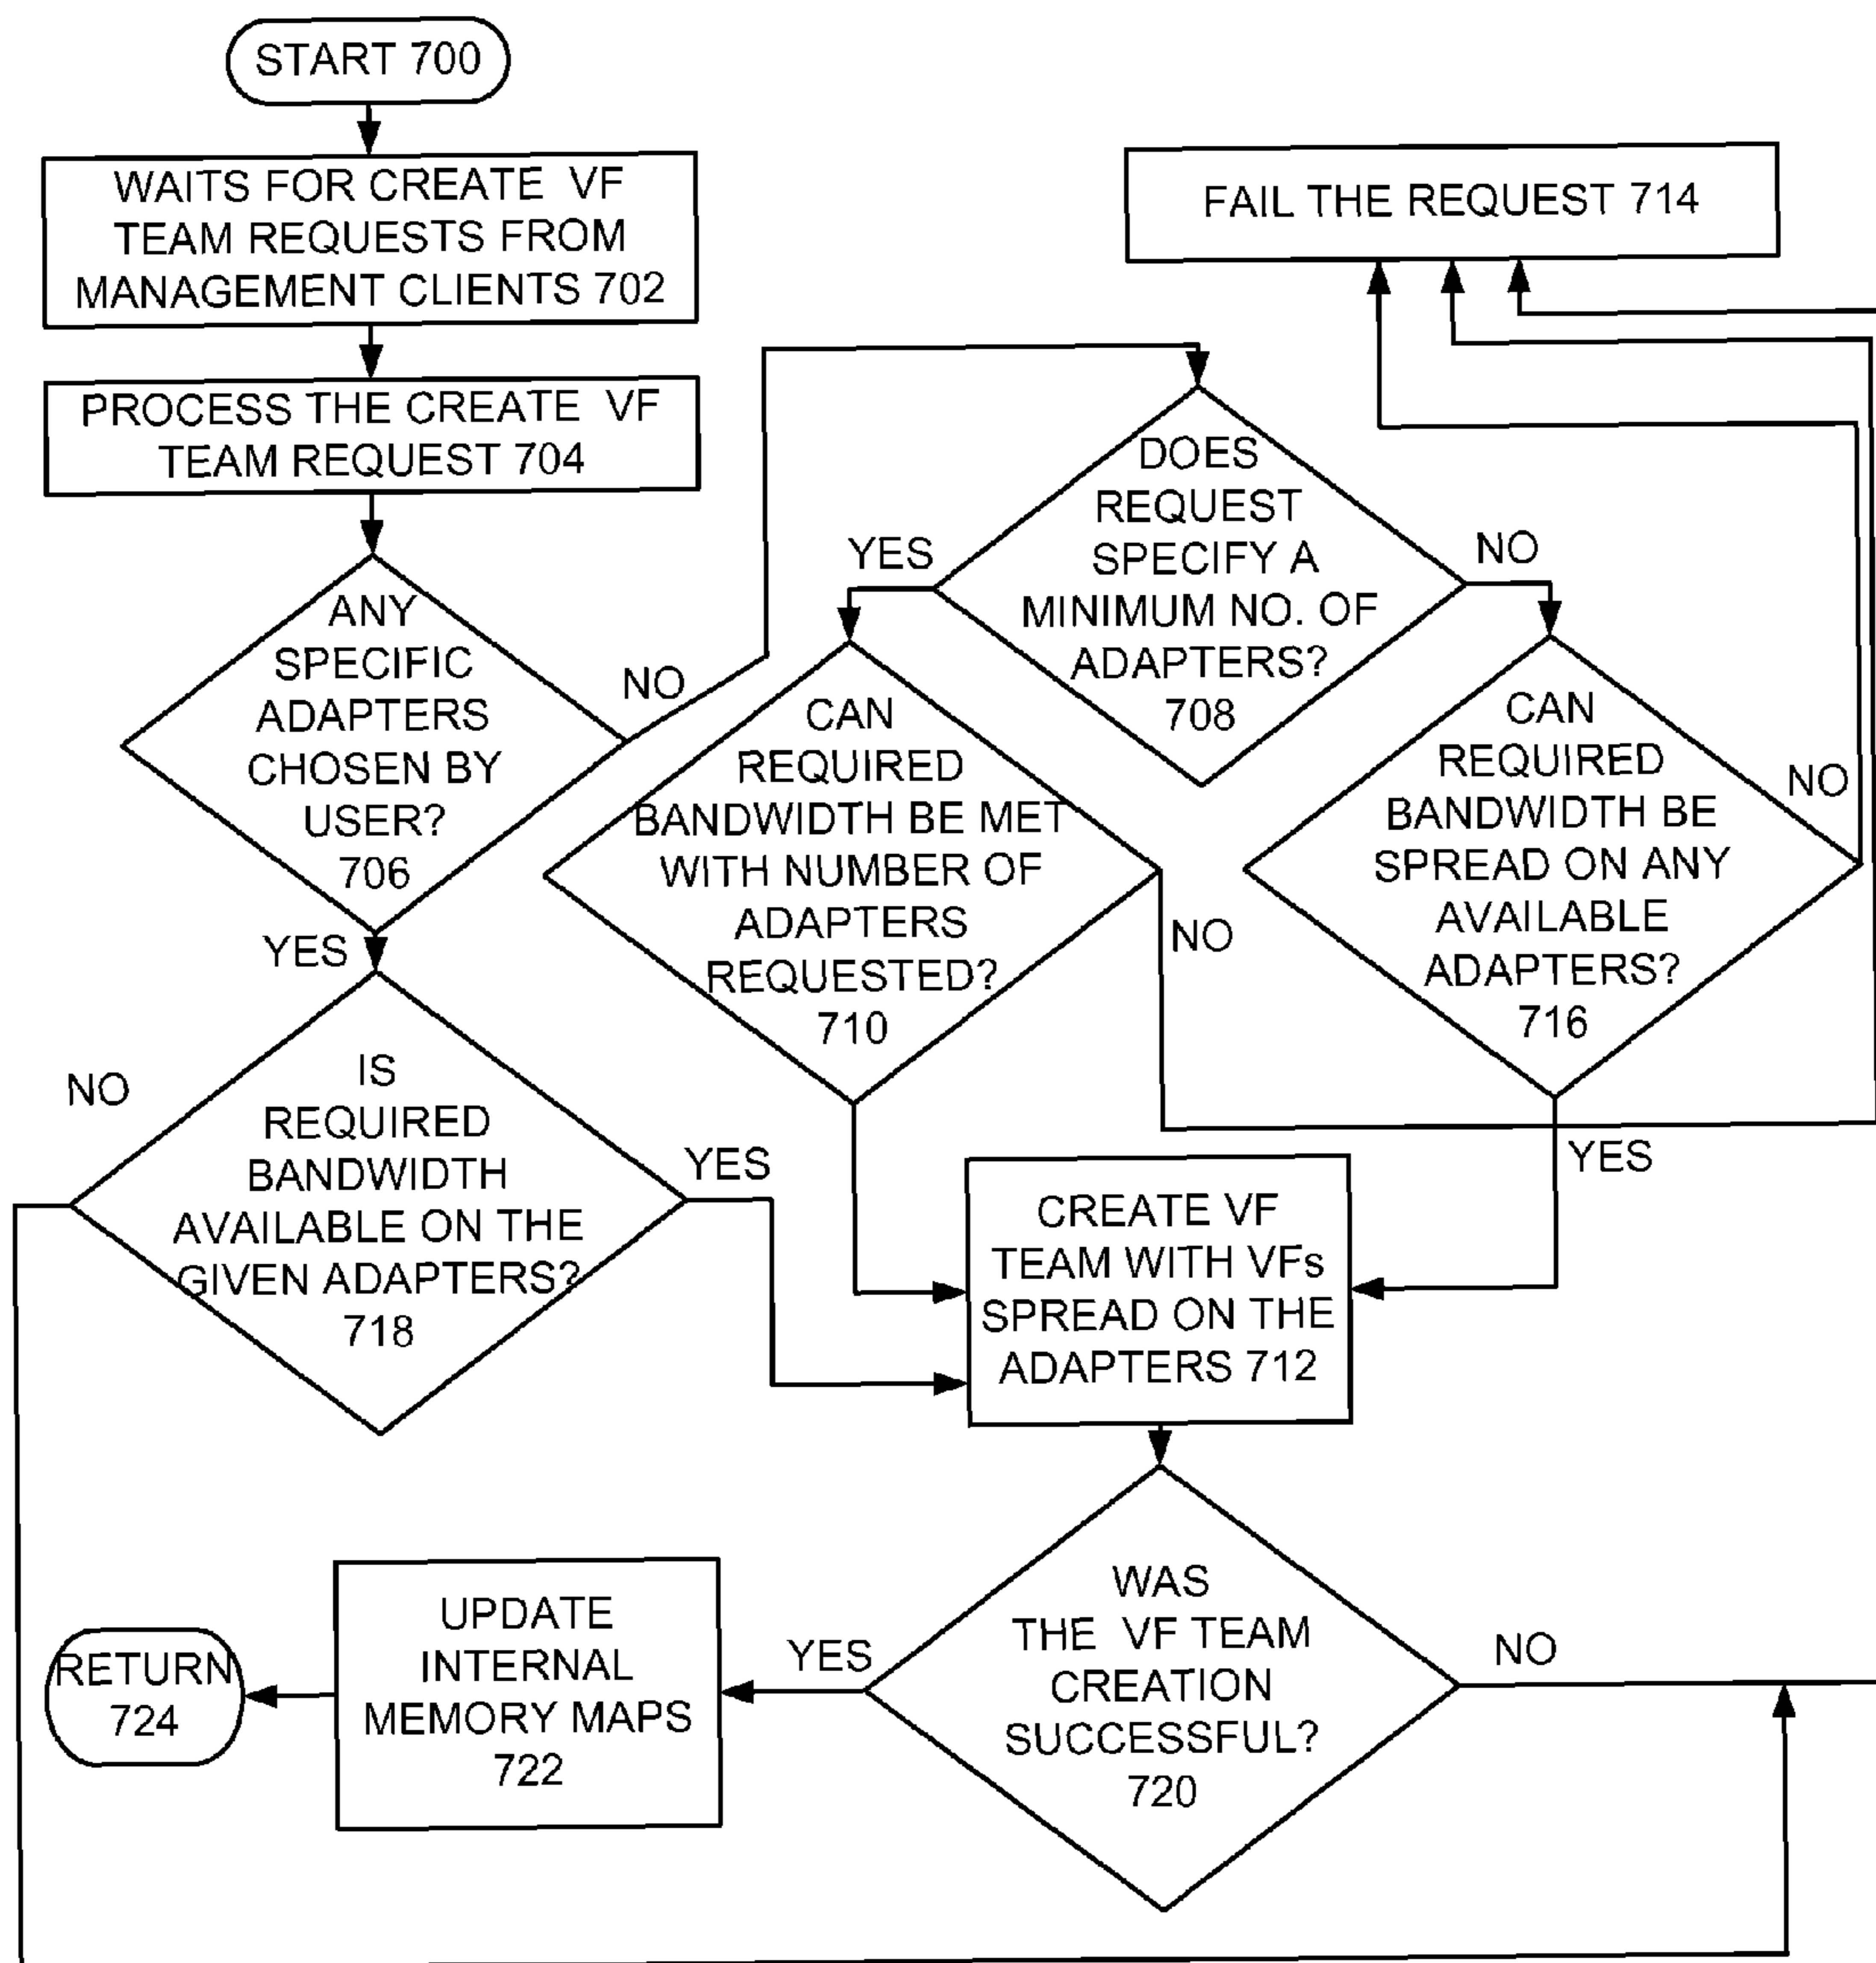 START 700
WAITS FOR CREATE VF
TEAM REQUESTS FROM
MANAGEMENT CLIENTS 702
FAIL THE REQUEST 714
PROCESS THE CREATE VF
TEAM REQUEST 704
DOES
REQUEST
SPECIFY A
MINIMUM NO. OF
ADAPTERS?
708
YES
NO
ANY
SPECIFIC
ADAPTERS
CHOSEN BY
USER?
706
NO
YES
CAN
REQUIRED
BANDWIDTH BE MET
WITH NUMBER OF
ADAPTERS
REQUESTED?
710
NO
CAN
REQUIRED
BANDWIDTH BE
SPREAD ON ANY
AVAILABLE
ADAPTERS?
716
NO
YES
IS
REQUIRED
BANDWIDTH
AVAILABLE ON THE
GIVEN ADAPTERS?
718
NO
YES
CREATE VF
TEAM WITH VFs
SPREAD ON THE
ADAPTERS 712
WAS
THE VF TEAM
CREATION
SUCCESSFUL?
720
YES
NO
UPDATE
INTERNAL
MEMORY MAPS
722
RETURN
724